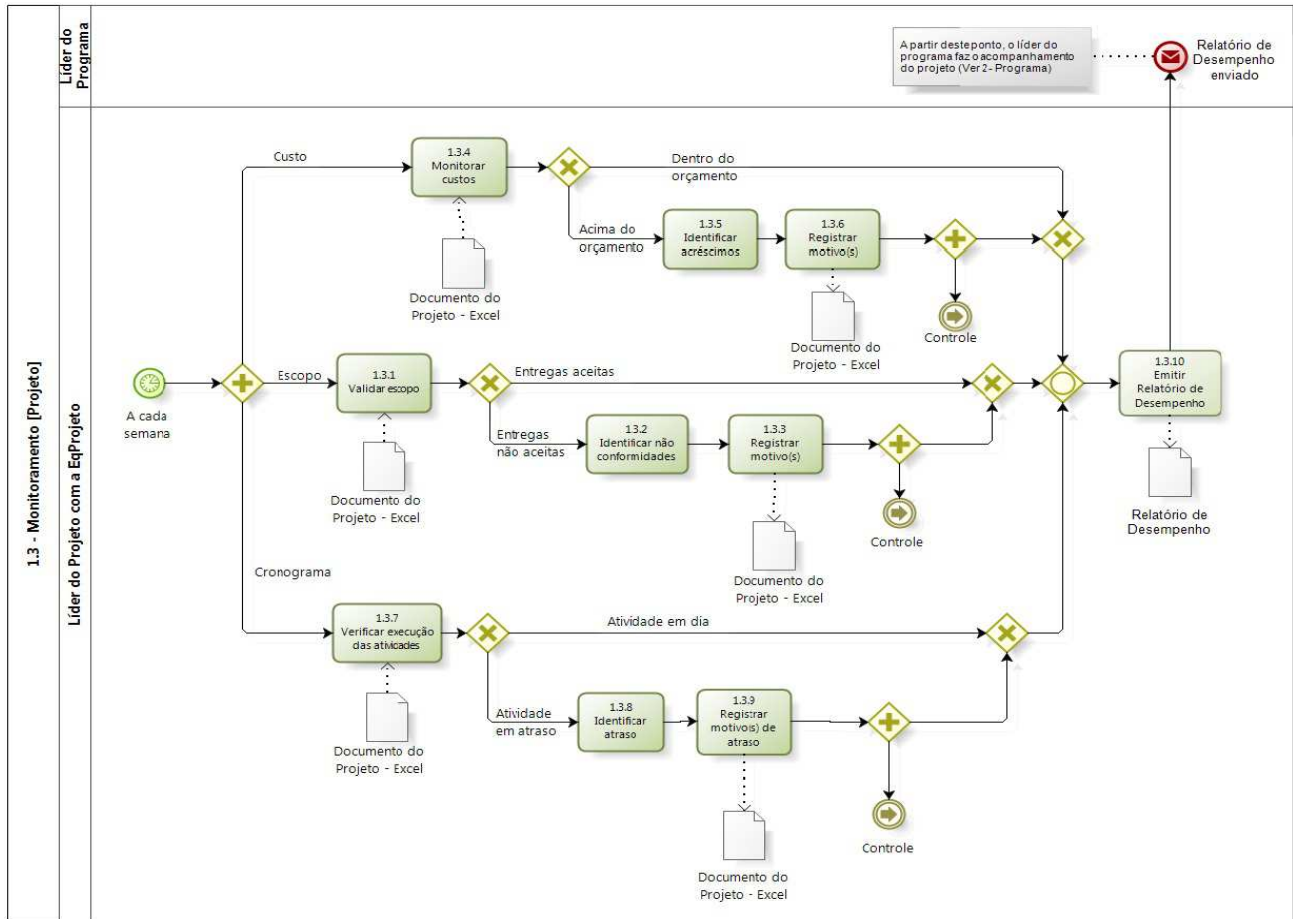 1.3 - Monitoramento [Projeto]
Líder do
Programa
A partir deste ponto, o líder do
programa faz o acompanhamento
do projeto (Ver 2 - Programa)
Relatório de
Desempenho
enviado
Líder do Projeto com a EqProjeto
Custo
1.3.4
Monitorar
custos
Dentro do
orçamento
Acima do
orçamento
1.3.5
Identificar
acréscimos
1.3.6
Registrar
motivo(s)
Documento do
Projeto - Excel
Documento do
Projeto - Excel
Controle
A cada
semana
Escopo
1.3.1
Validar escopo
Entregas aceitas
Entregas
não aceitas
13.2
Identificar não
conformidades
1.3.3
Registrar
motivo(s)
Documento do
Projeto - Excel
Documento do
Projeto - Excel
Controle
1.3.10
Emitir
Relatório de
Desempenho
Relatório de
Desempenho
Cronograma
1.3.7
Verificar execução
das atividades
Atividade em dia
Atividade
em atraso
1.3.8
Identificar
atraso
1.3.9
Registrar
motivo(s) de
atraso
Documento do
Projeto - Excel
Documento do
Projeto - Excel
Controle